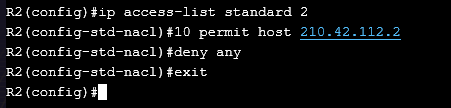 R2(config)#ip access-list standard 2
R2(config-std-nacl)#10 permit host 210.42.112.2
R2(config-std-nacl)#deny any
R2(config-std-nacl)#exit
R2(config)#